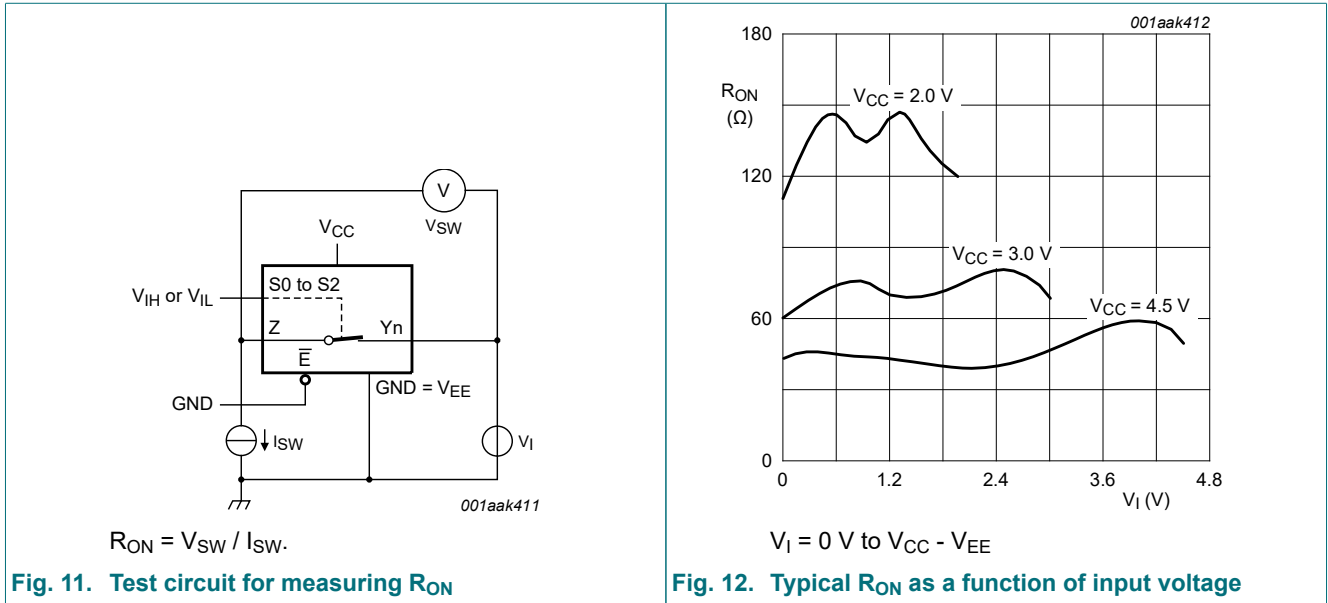 V
VSW
VCC
S0 to S2
VIH or VIL
Z
Yn
E̅
GND = VEE
GND
ISW
VI
001aak411
RON = VSW / ISW.
Fig. 11. Test circuit for measuring RON
001aak412
180
RON
(Ω)
VCC = 2.0 V
120
VCC = 3.0 V
VCC = 4.5 V
60
0
0 1.2 2.4 3.6 4.8
VI (V)
VI = 0 V to VCC - VEE
Fig. 12. Typical RON as a function of input voltage